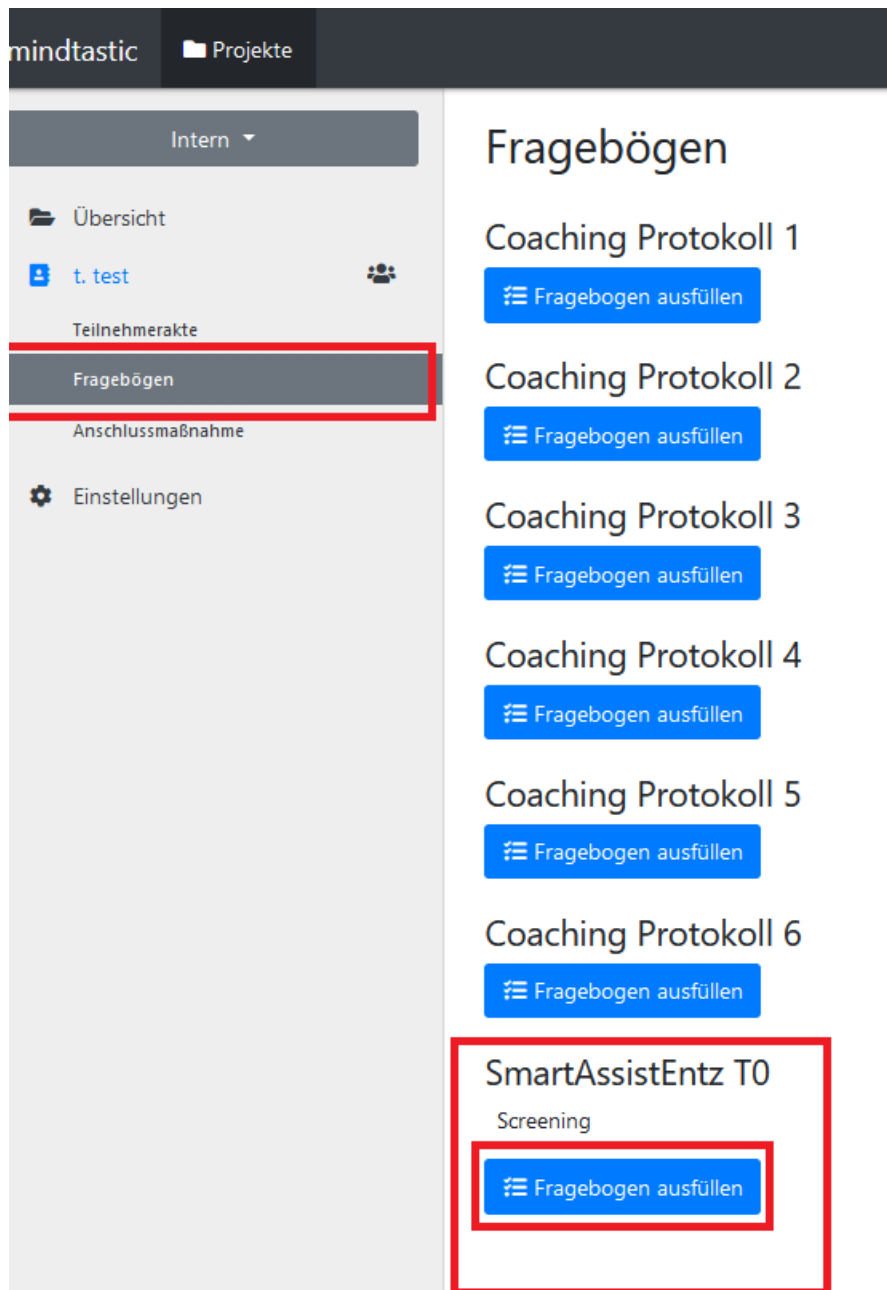 mindtastic
Projekte
Intern
Übersicht
t. test
Teilnehmerakte
Fragebögen
Anschlussmaßnahme
Einstellungen
Fragebögen
Coaching Protokoll 1
Fragebogen ausfüllen
Coaching Protokoll 2
Fragebogen ausfüllen
Coaching Protokoll 3
Fragebogen ausfüllen
Coaching Protokoll 4
Fragebogen ausfüllen
Coaching Protokoll 5
Fragebogen ausfüllen
Coaching Protokoll 6
Fragebogen ausfüllen
SmartAssistEntz T0
Screening
Fragebogen ausfüllen